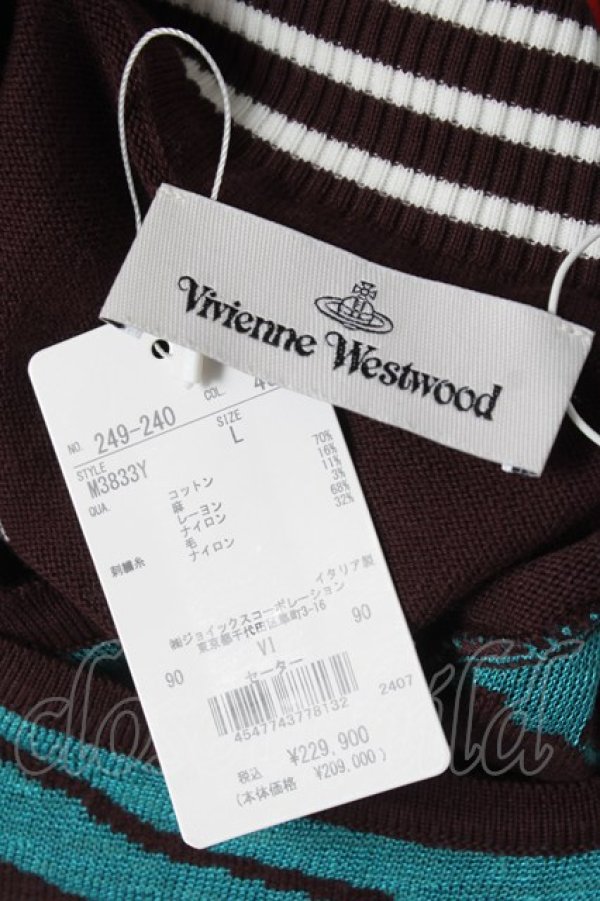 Vivienne Westwood
NO. 249-240 COL.
STYLE M3833Y SIZE L
QUA. コットン 70%
麻 16%
レーヨン 11%
ナイロン 3%
刺繍糸 毛 68%
ナイロン 32%
イタリア製
㈱ジョイックスコーポレーション
東京都千代田区隼町3-16
90 VI 90
セーター
4547743778132 2407
税込 ¥229,900
(本体価格 ¥209,000)